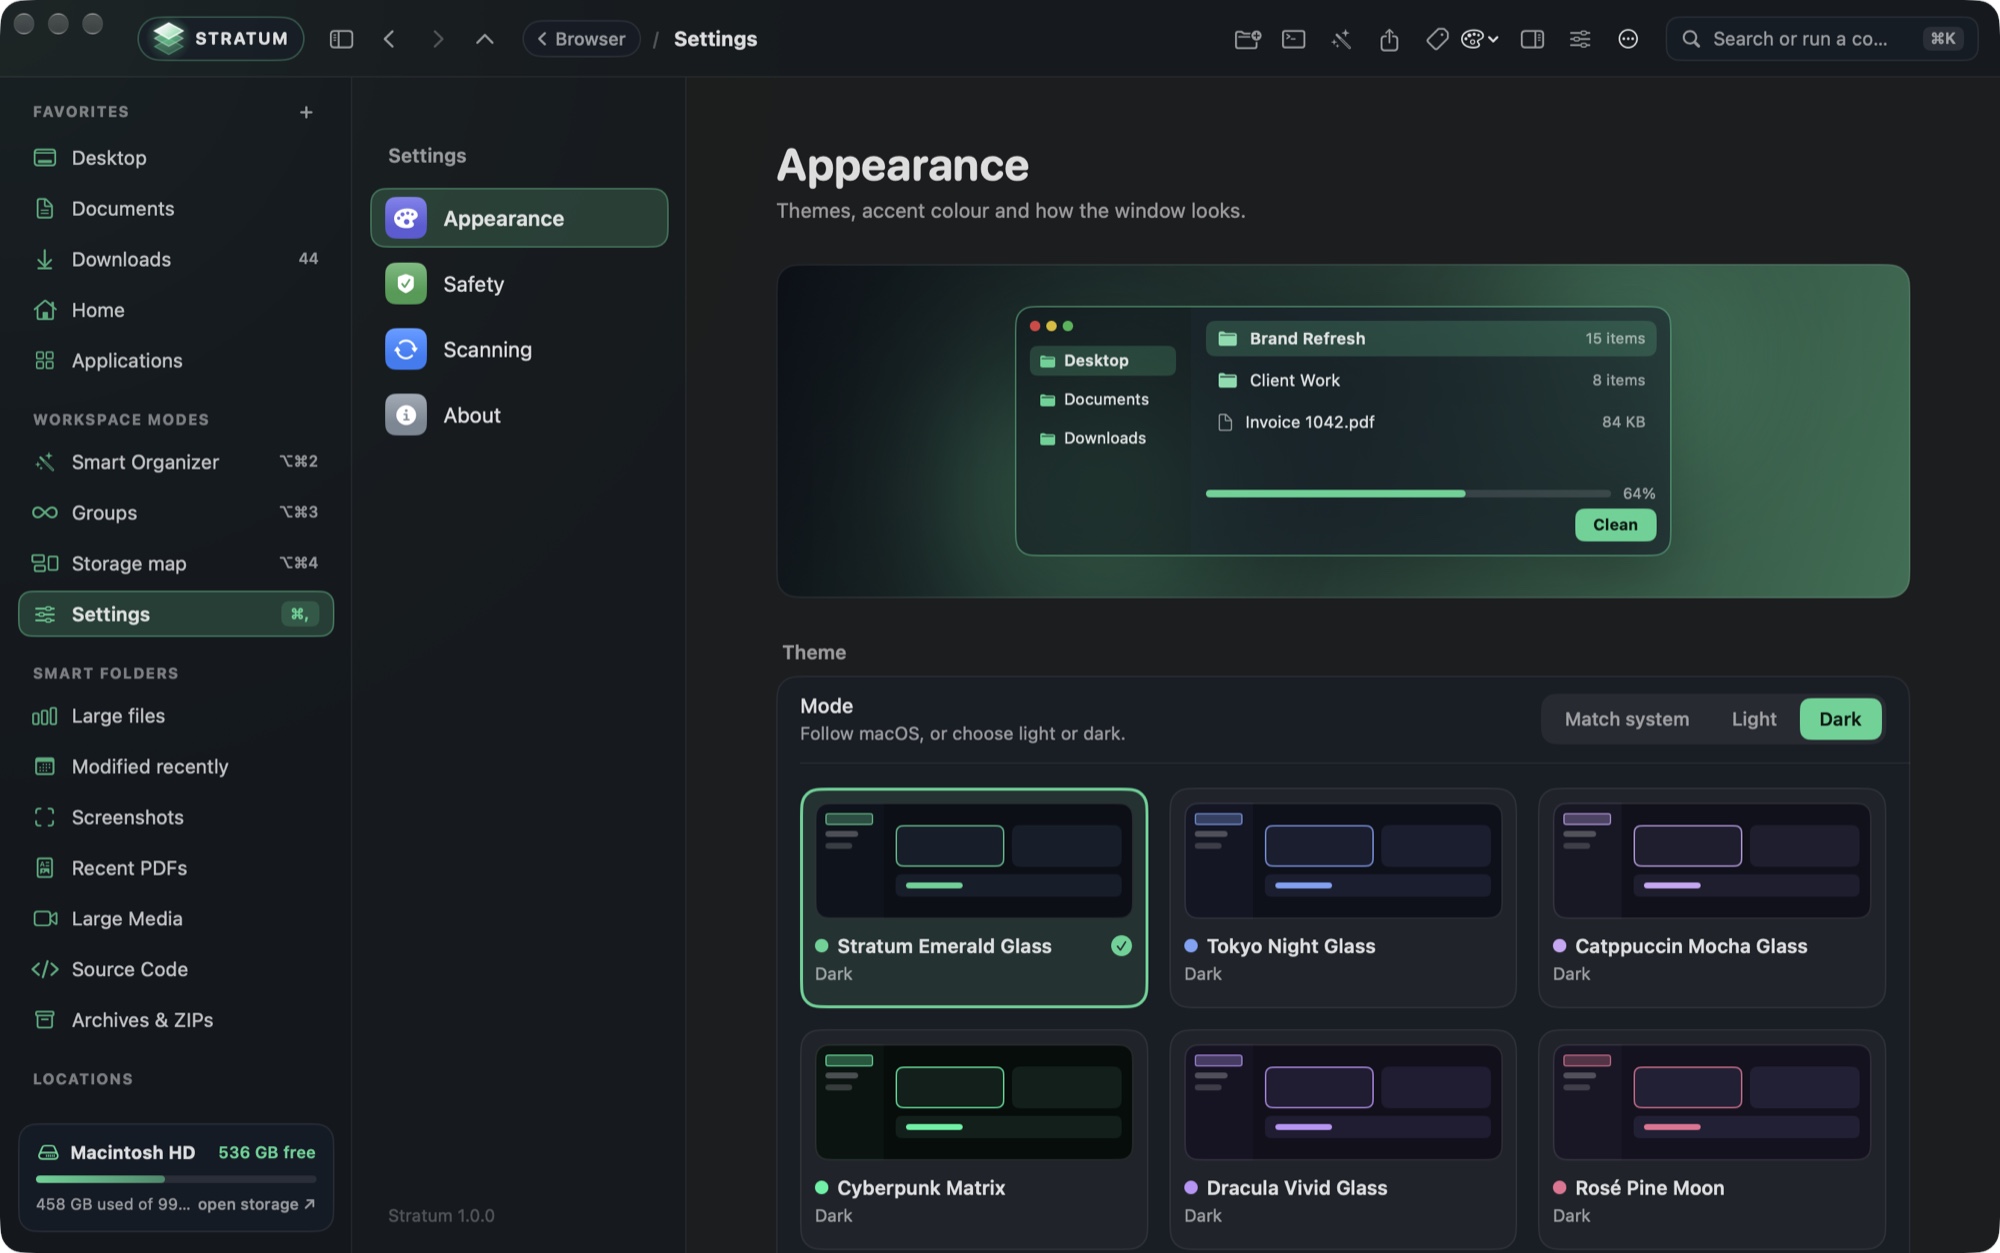 STRATUM
Browser / Settings
Search or run a co... ⌘K
FAVORITES
Desktop
Documents
Downloads 44
Home
Applications
WORKSPACE MODES
Smart Organizer ⌥⌘2
Groups ⌥⌘3
Storage map ⌥⌘4
Settings ⌘,
SMART FOLDERS
Large files
Modified recently
Screenshots
Recent PDFs
Large Media
Source Code
Archives & ZIPs
LOCATIONS
Macintosh HD 536 GB free
458 GB used of 99... open storage ↗
Settings
Appearance
Safety
Scanning
About
Stratum 1.0.0
Appearance
Themes, accent colour and how the window looks.
Desktop
Documents
Downloads
Brand Refresh 15 items
Client Work 8 items
Invoice 1042.pdf 84 KB
64%
Clean
Theme
Mode
Follow macOS, or choose light or dark.
Match system Light Dark
Stratum Emerald Glass
Dark
Tokyo Night Glass
Dark
Catppuccin Mocha Glass
Dark
Cyberpunk Matrix
Dark
Dracula Vivid Glass
Dark
Rosé Pine Moon
Dark